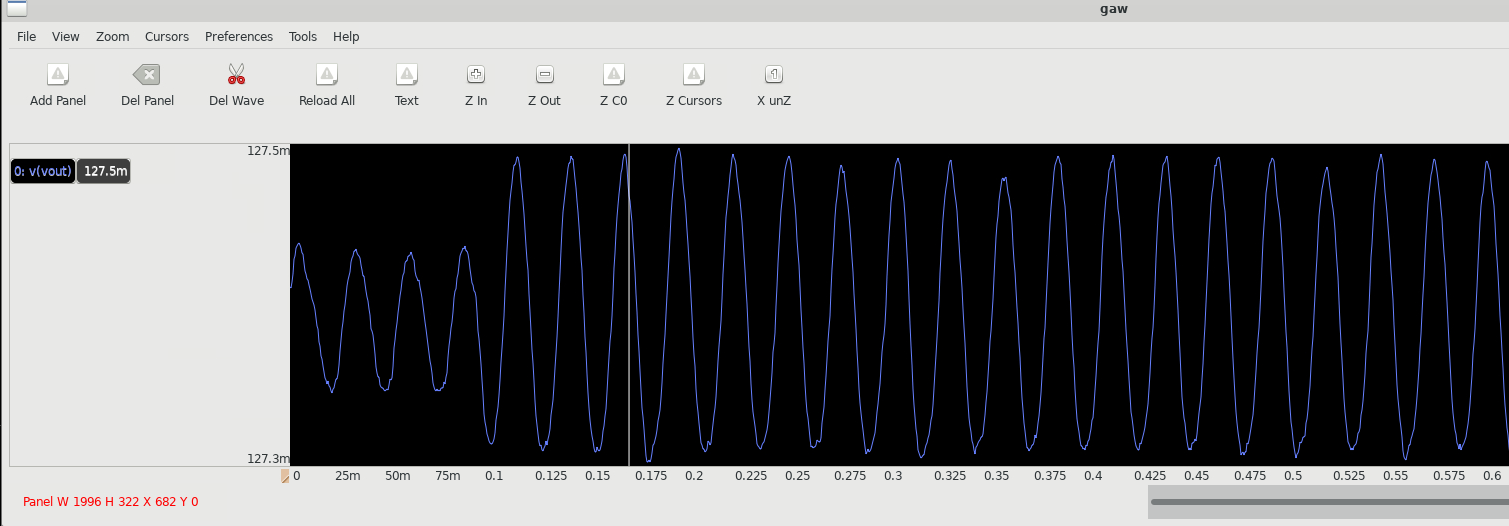 gaw
File View Zoom Cursors Preferences Tools Help
Add Panel Del Panel Del Wave Reload All Text Z In Z Out Z C0 Z Cursors X unZ
127.5m
0: v(vout) 127.5m
127.3m
0 25m 50m 75m 0.1 0.125 0.15 0.175 0.2 0.225 0.25 0.275 0.3 0.325 0.35 0.375 0.4 0.425 0.45 0.475 0.5 0.525 0.55 0.575 0.6
Panel W 1996 H 322 X 682 Y 0